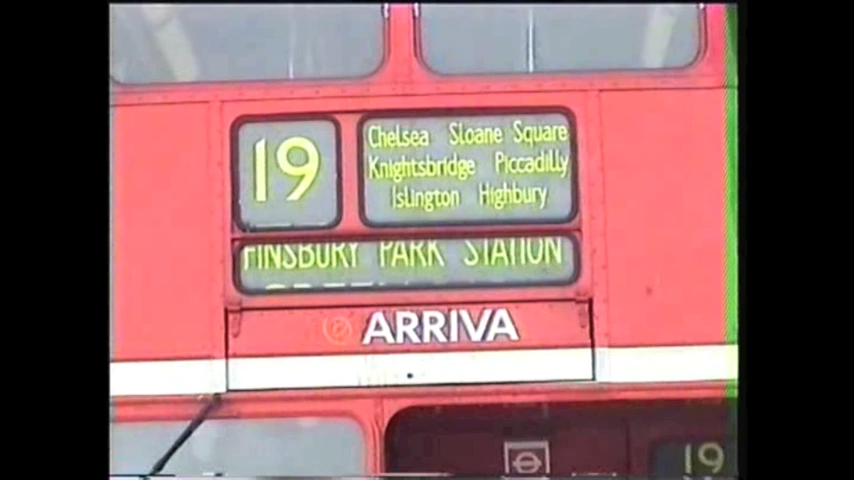 19
Chelsea Sloane Square
Knightsbridge Piccadilly
Islington Highbury
FINSBURY PARK STATION
ARRIVA
19